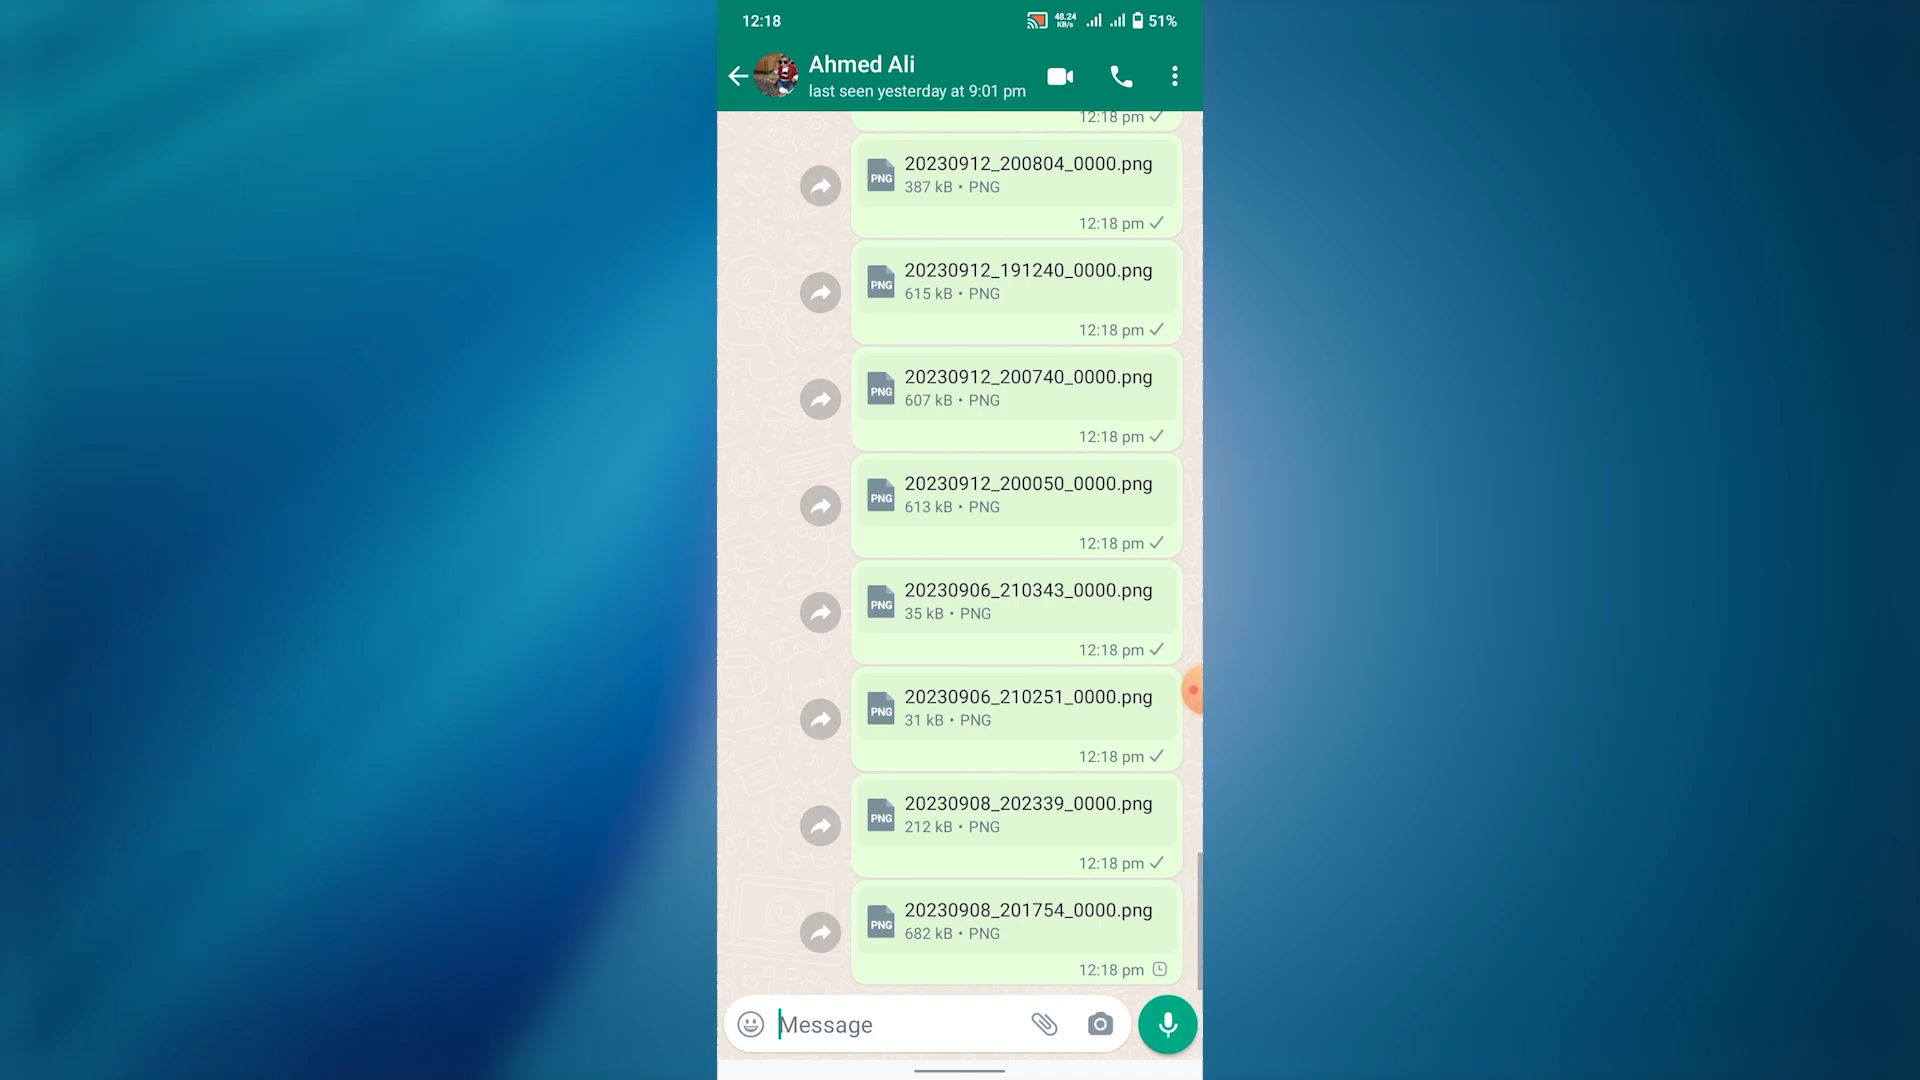 12:18
48.24
KB/s
51%
Ahmed Ali
last seen yesterday at 9:01 pm
12:18 pm
PNG
20230912_200804_0000.png
387 kB • PNG
12:18 pm
PNG
20230912_191240_0000.png
615 kB • PNG
12:18 pm
PNG
20230912_200740_0000.png
607 kB • PNG
12:18 pm
PNG
20230912_200050_0000.png
613 kB • PNG
12:18 pm
PNG
20230906_210343_0000.png
35 kB • PNG
12:18 pm
PNG
20230906_210251_0000.png
31 kB • PNG
12:18 pm
PNG
20230908_202339_0000.png
212 kB • PNG
12:18 pm
PNG
20230908_201754_0000.png
682 kB • PNG
12:18 pm
Message